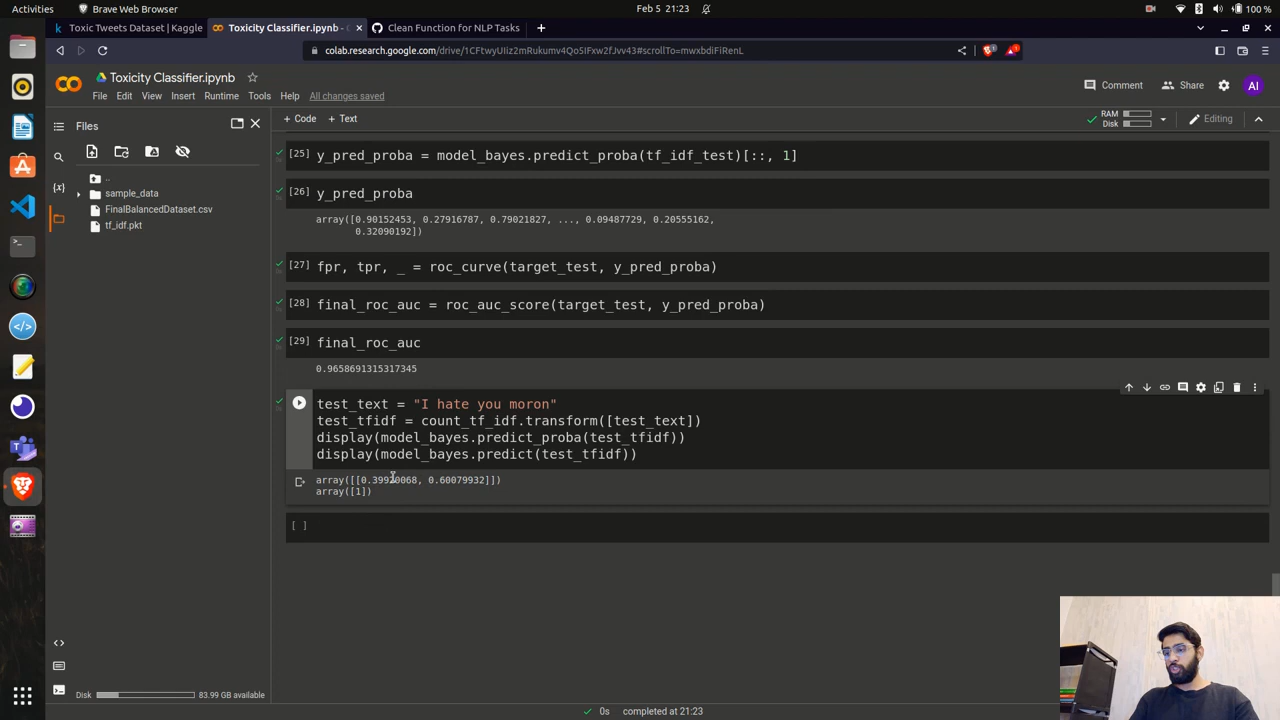 Activities
Brave Web Browser
Feb 5 21:23
100 %
Toxic Tweets Dataset | Kaggle
Toxicity Classifier.ipynb -
Clean Function for NLP Tasks
Toxicity Classifier.ipynb
File Edit View Insert Runtime Tools Help All changes saved
Comment
Share
AI
+ Code + Text
RAM
Disk
Editing
Files
..
sample_data
FinalBalancedDataset.csv
tf_idf.pkt
Disk
83.99 GB available
[25] y_pred_proba = model_bayes.predict_proba(tf_idf_test)[::, 1]
[26] y_pred_proba
array([0.90152453, 0.27916787, 0.79021827, ..., 0.09487729, 0.20555162,
0.32090192])
[27] fpr, tpr, _ = roc_curve(target_test, y_pred_proba)
[28] final_roc_auc = roc_auc_score(target_test, y_pred_proba)
[29] final_roc_auc
0.9658691315317345
test_text = "I hate you moron"
test_tfidf = count_tf_idf.transform([test_text])
display(model_bayes.predict_proba(test_tfidf))
display(model_bayes.predict(test_tfidf))
0.60079932]])
array([1])
[ ]
0s completed at 21:23